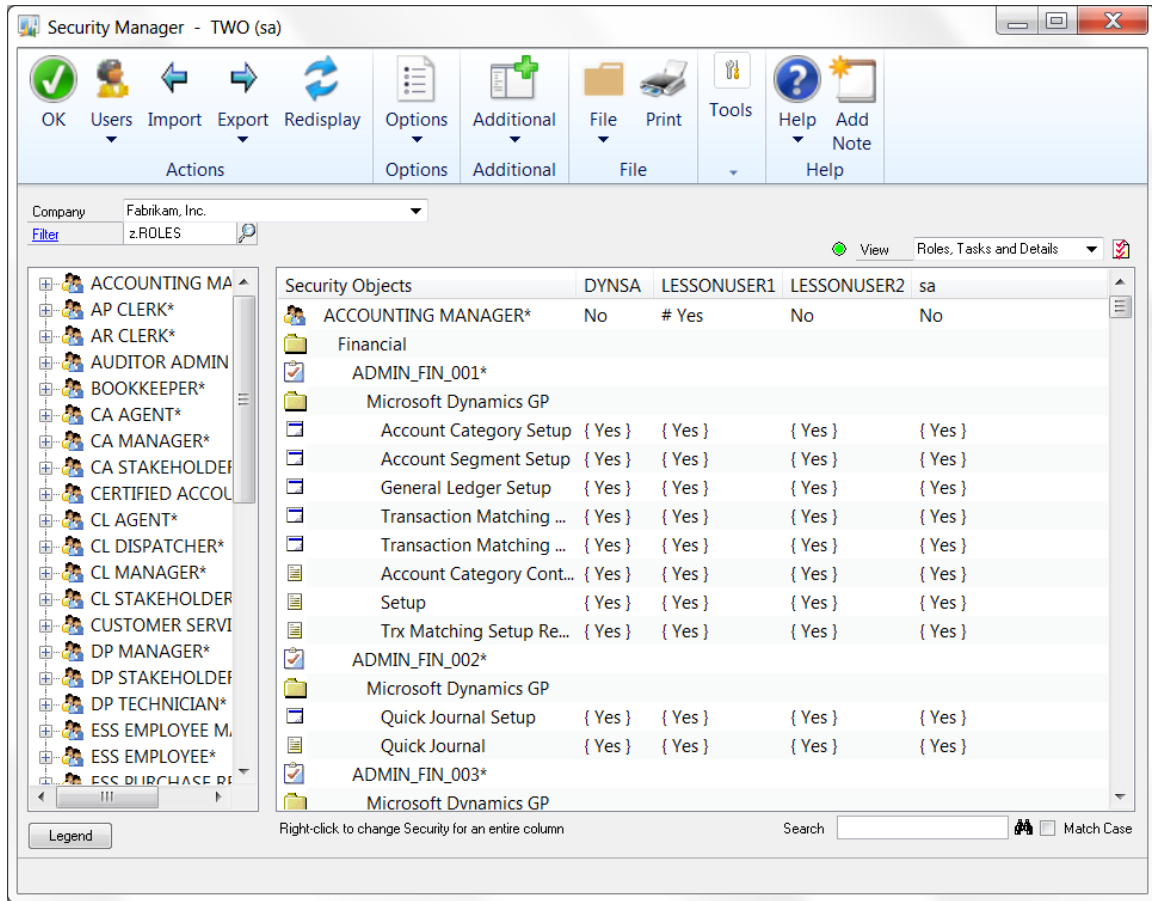 Security Manager - TWO (sa)
OK Users Import Export Redisplay Options Additional File Print Tools Help Add Note
Actions Options Additional File Help
Company Fabrikam, Inc.
Filter z.ROLES
View Roles, Tasks and Details
ACCOUNTING MA
AP CLERK*
AR CLERK*
AUDITOR ADMIN
BOOKKEEPER*
CA AGENT*
CA MANAGER*
CA STAKEHOLDER
CERTIFIED ACCOU
CL AGENT*
CL DISPATCHER*
CL MANAGER*
CL STAKEHOLDER
CUSTOMER SERVI
DP MANAGER*
DP STAKEHOLDER
DP TECHNICIAN*
ESS EMPLOYEE MA
ESS EMPLOYEE*
ESS PURCHASE RE
Security Objects DYNSA LESSONUSER1 LESSONUSER2 sa
ACCOUNTING MANAGER* No # Yes No No
Financial
ADMIN_FIN_001*
Microsoft Dynamics GP
Account Category Setup { Yes } { Yes } { Yes } { Yes }
Account Segment Setup { Yes } { Yes } { Yes } { Yes }
General Ledger Setup { Yes } { Yes } { Yes } { Yes }
Transaction Matching ... { Yes } { Yes } { Yes } { Yes }
Transaction Matching ... { Yes } { Yes } { Yes } { Yes }
Account Category Cont... { Yes } { Yes } { Yes } { Yes }
Setup { Yes } { Yes } { Yes } { Yes }
Trx Matching Setup Re... { Yes } { Yes } { Yes } { Yes }
ADMIN_FIN_002*
Microsoft Dynamics GP
Quick Journal Setup { Yes } { Yes } { Yes } { Yes }
Quick Journal { Yes } { Yes } { Yes } { Yes }
ADMIN_FIN_003*
Microsoft Dynamics GP
Legend
Right-click to change Security for an entire column
Search
Match Case